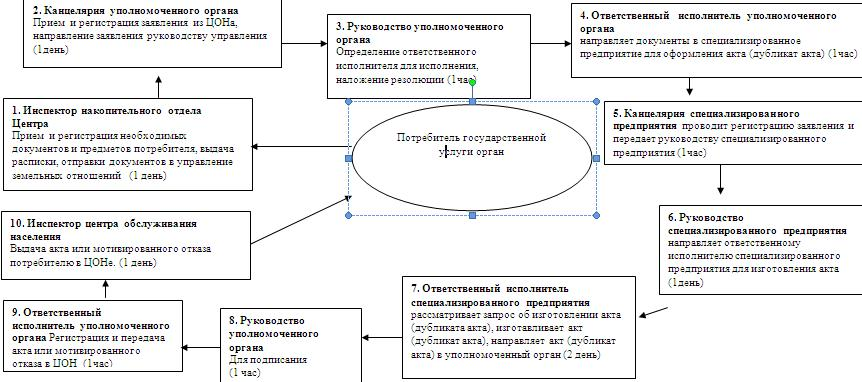 2. Канцелярия уполномоченного органа
Прием и регистрация заявления из ЦОНа,
направление заявления руководству управления
(1день)
3. Руководство уполномоченного
органа
Определение ответственного
исполнителя для исполнения,
наложение резолюции (1час)
4. Ответственный исполнитель уполномоченного
органа
направляет документы в специализированное
предприятие для оформления акта (дубликат акта) (1час)
1. Инспектор накопительного отдела
Центра
Прием и регистрация необходимых
документов и предметов потребителя, выдача
расписки, отправки документов в управление
земельных отношений (1 день)
Потребитель государственной
услуги орган
5. Канцелярия специализированного
предприятия проводит регистрацию заявления и
передает руководству специализированного
предприятия (1час)
6. Руководство
специализированного предприятия
направляет ответственному
исполнителю специализированного
предприятия для изготовления акта
(1день)
10. Инспектор центра обслуживания
населения
Выдача акта или мотивированного отказа
потребителю в ЦОНе. (1 день)
7. Ответственный исполнитель
специализированного предприятия
рассматривает запрос об изготовлении акта
(дубликата акта), изготавливает акт
(дубликат акта), направляет акт (дубликат
акта) в уполномоченный орган (2 день)
9. Ответственный
исполнитель уполномоченного
органа Регистрация и передача
акта или мотивированного
отказа в ЦОН (1час)
8. Руководство
уполномоченного
органа
Для подписания
(1 час)